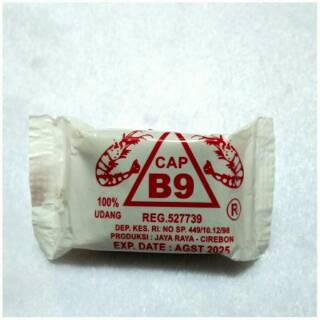 CAP
B9
100%
UDANG
®
REG.527739
DEP. KES. RI. NO SP. 449/10.12/98
PRODUKSI : JAYA RAYA - CIREBON
EXP. DATE : AGST 2025